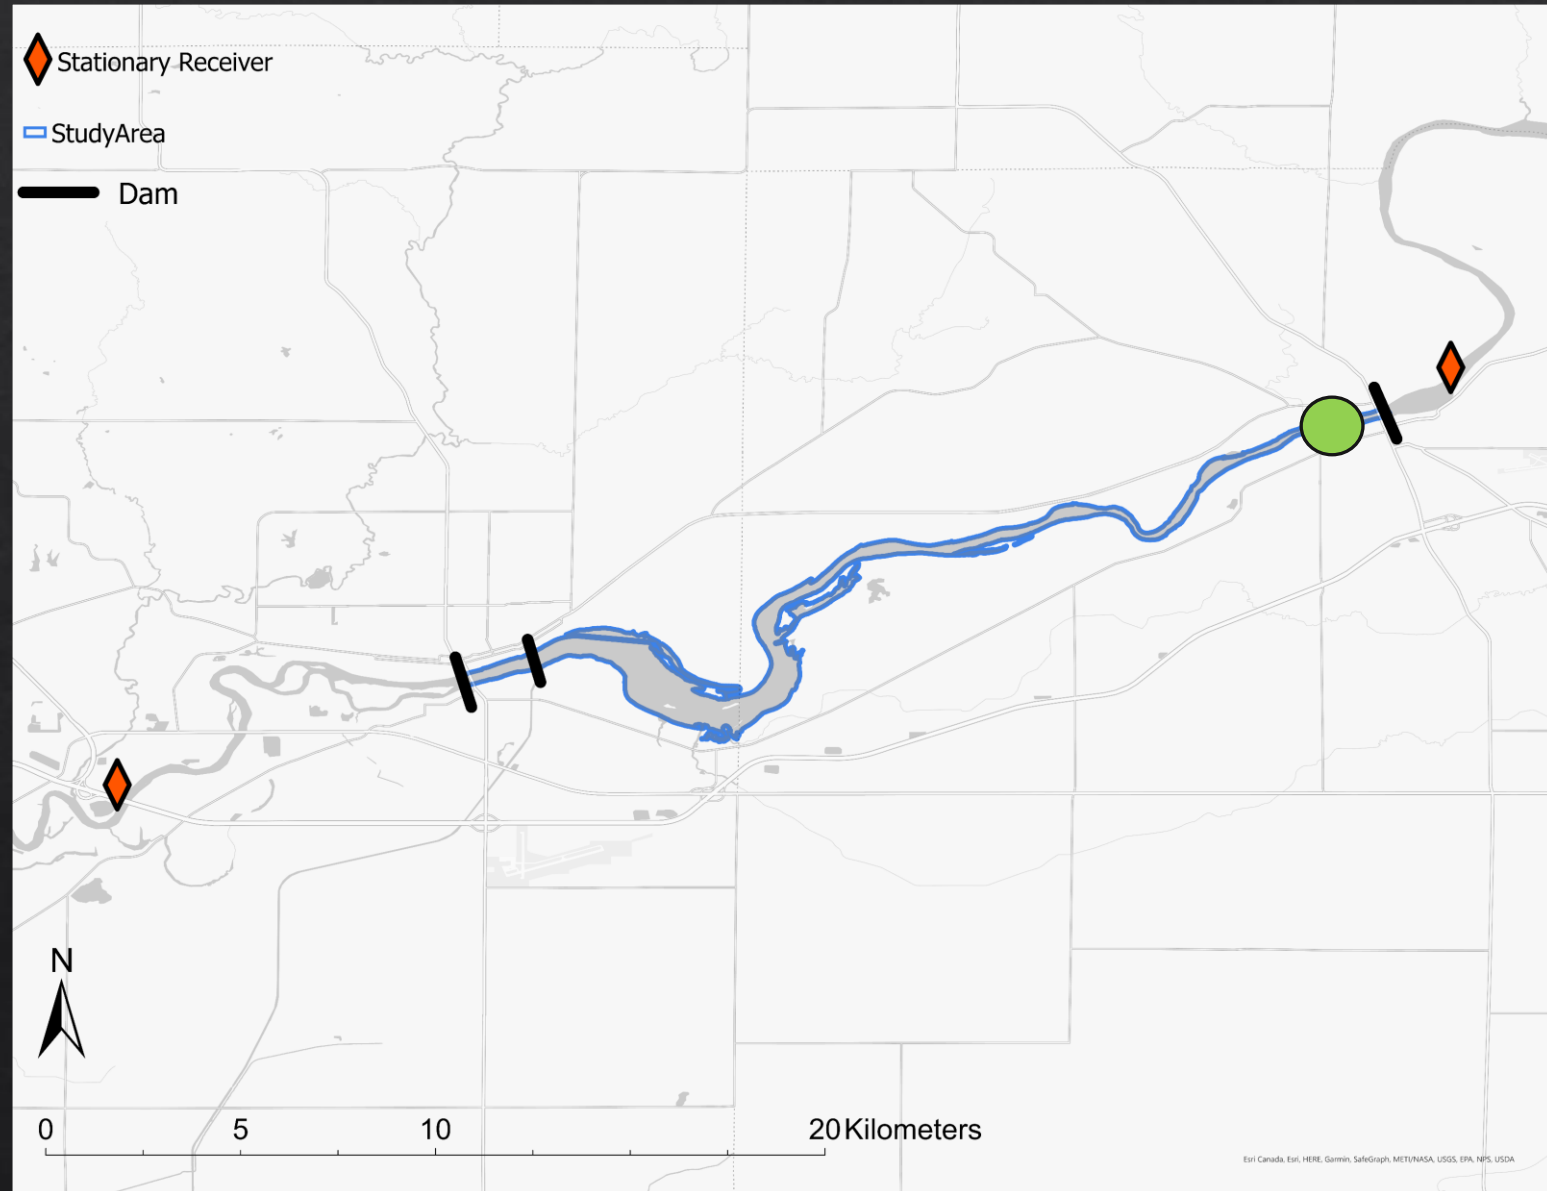 Stationary Receiver
StudyArea
Dam
N
0 5 10 20 Kilometers
Esri Canada, Esri, HERE, Garmin, SafeGraph, METI/NASA, USGS, EPA, NPS, USDA